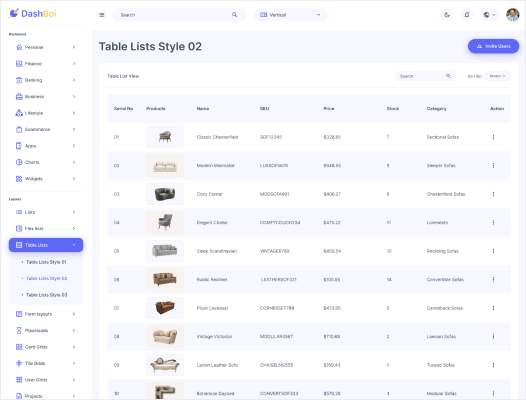 DashBoi
Search
Vertical
Dashboard
Personal
Finance
Banking
Business
Lifestyle
Ecommerce
Apps
Charts
Widgets
Layouts
Lists
Flex lists
Table Lists
Table Lists Style 01
Table Lists Style 02
Table Lists Style 03
Form layouts
Placeloads
Card Grids
Tile Grids
User Grids
Projects
Table Lists Style 02
Invite Users
Table List View
Search
Sort By :
Recent
Serial No Products Name SKU Price Stock Category Action
01 Classic Chesterfield SOF12345 $328.85 7 Sectional Sofas
02 Modern Minimalist LUXSOF5678 $948.55 9 Sleeper Sofas
03 Cozy Corner MODSOFA901 $406.27 8 Chesterfield Sofas
04 Elegant Chaise COMFYCOUCH234 $475.22 11 Loveseats
05 Sleek Scandinavian VINTAGE6789 $450.54 13 Reclining Sofas
06 Rustic Recliner LEATHERSOF321 $105.55 14 Convertible Sofas
07 Plush Loveseat CORNERSET789 $473.85 5 Camelback Sofas
08 Vintage Victorian MODULAR4567 $710.68 2 Lawson Sofas
09 Lavish Leather Sofa CHAISELNG555 $169.43 1 Tuxedo Sofas
10 Bohemian Daybed CONVERTSOF333 $576.28 4 Modular Sofas